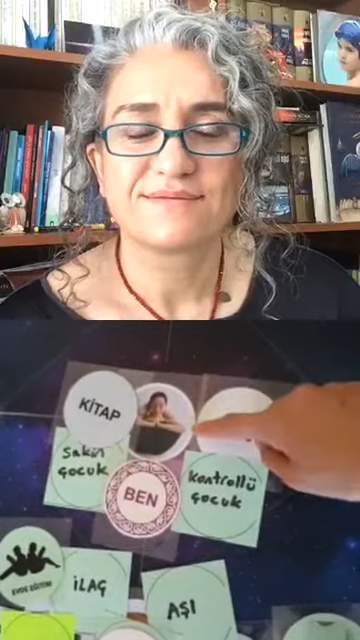 KİTAP
sakin
çocuk
BEN
kontrollü
çocuk
EVDE EĞİTİM
İLAÇ
AŞI